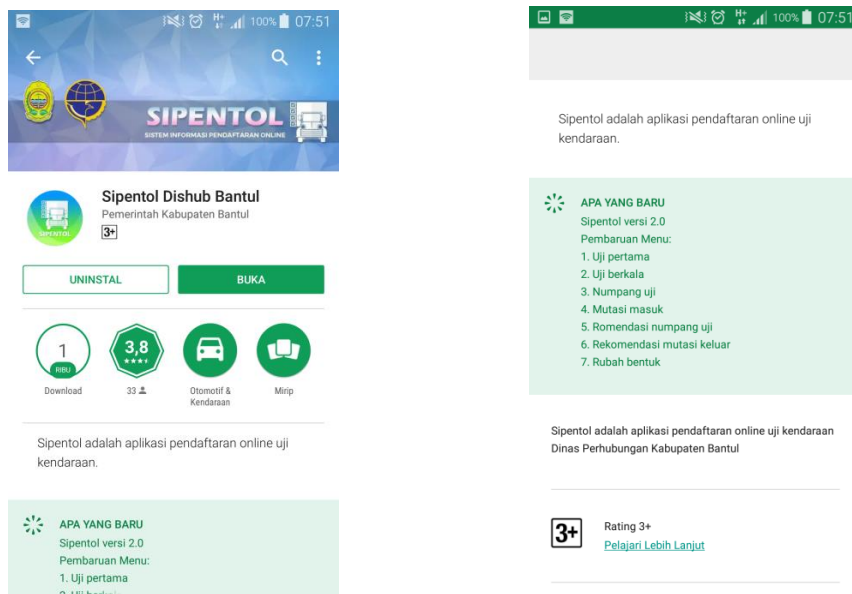 H+ 100% 07:51
SIPENTOL
SISTEM INFORMASI PENDAFTARAN ONLINE
SIPENTOL
Sipentol Dishub Bantul
Pemerintah Kabupaten Bantul
3+
UNINSTAL
BUKA
1
RIBU
Download
3,8
33
Otomotif &
Kendaraan
Mirip
Sipentol adalah aplikasi pendaftaran online uji
kendaraan.
APA YANG BARU
Sipentol versi 2.0
Pembaruan Menu:
1. Uji pertama
H+ 100% 07:51
Sipentol adalah aplikasi pendaftaran online uji
kendaraan.
APA YANG BARU
Sipentol versi 2.0
Pembaruan Menu:
1. Uji pertama
2. Uji berkala
3. Numpang uji
4. Mutasi masuk
5. Romendasi numpang uji
6. Rekomendasi mutasi keluar
7. Rubah bentuk
Sipentol adalah aplikasi pendaftaran online uji kendaraan
Dinas Perhubungan Kabupaten Bantul
3+
Rating 3+
Pelajari Lebih Lanjut